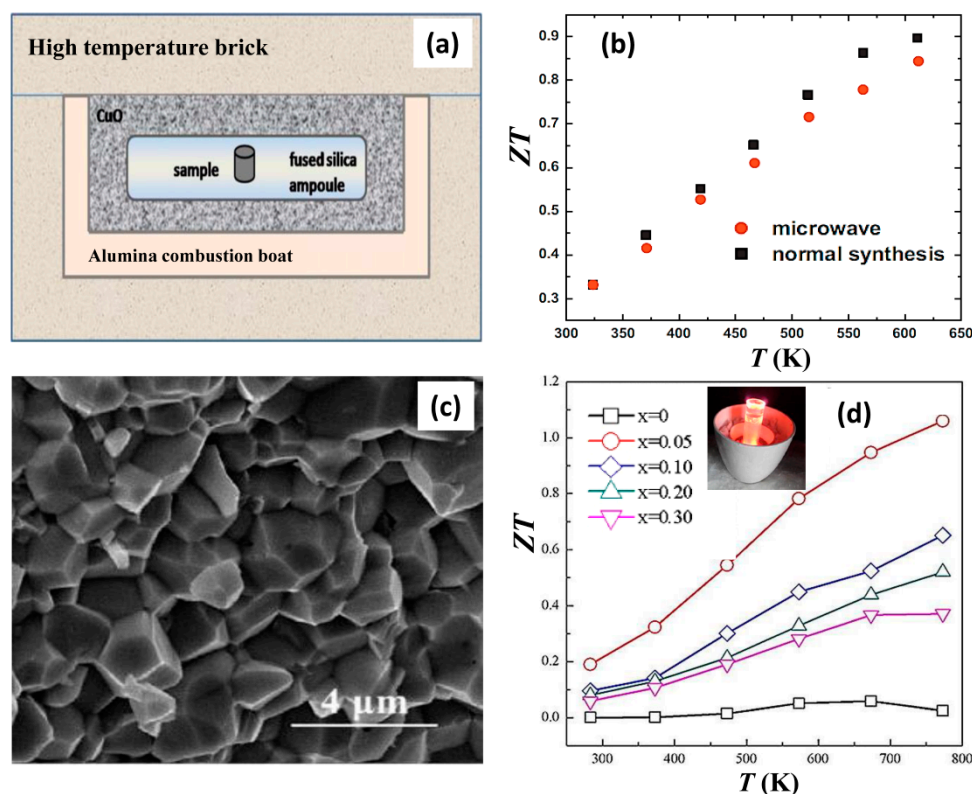 High temperature brick
(a)
CuO
sample
fused silica
ampoule
Alumina combustion boat
(b)
ZT
0.9
0.8
0.7
0.6
0.5
0.4
0.3
microwave
normal synthesis
300 350 400 450 500 550 600 650
T (K)
(c)
4 μm
(d)
ZT
1.2
1.0
0.8
0.6
0.4
0.2
0.0
x=0
x=0.05
x=0.10
x=0.20
x=0.30
300 400 500 600 700 800
T (K)